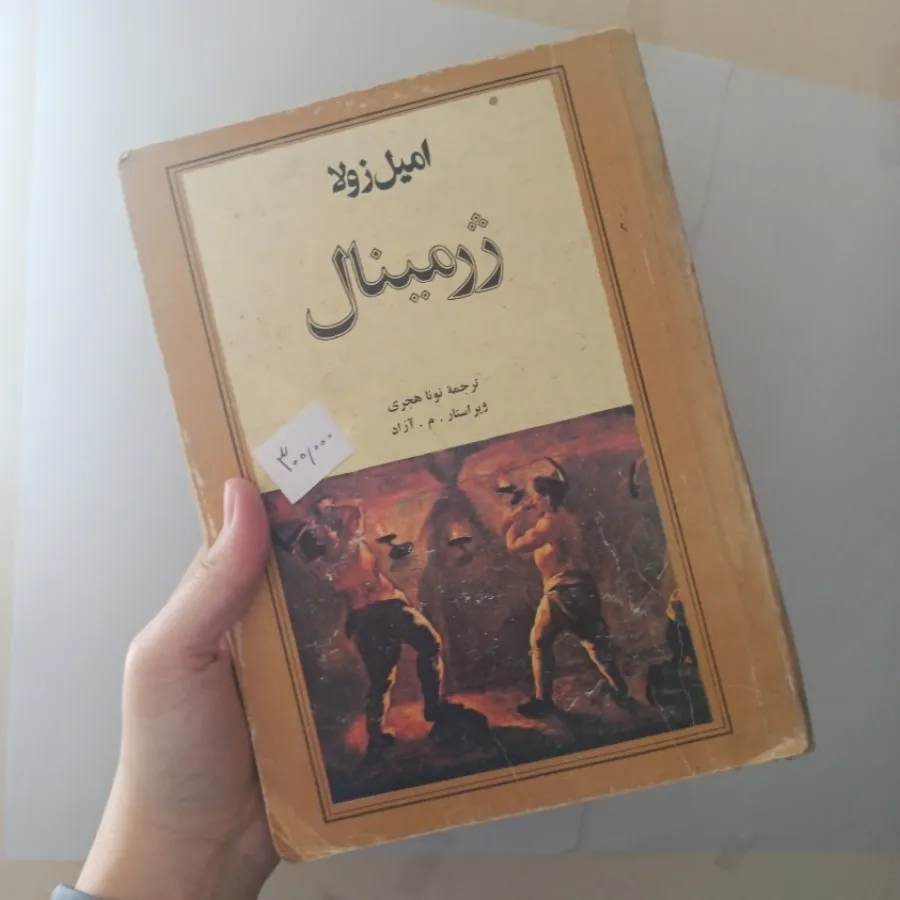 امیل زولا
ژرمینال
ترجمهٔ نونا هجری
ویراستار . م . آزاد
۳۰۰/۰۰۰